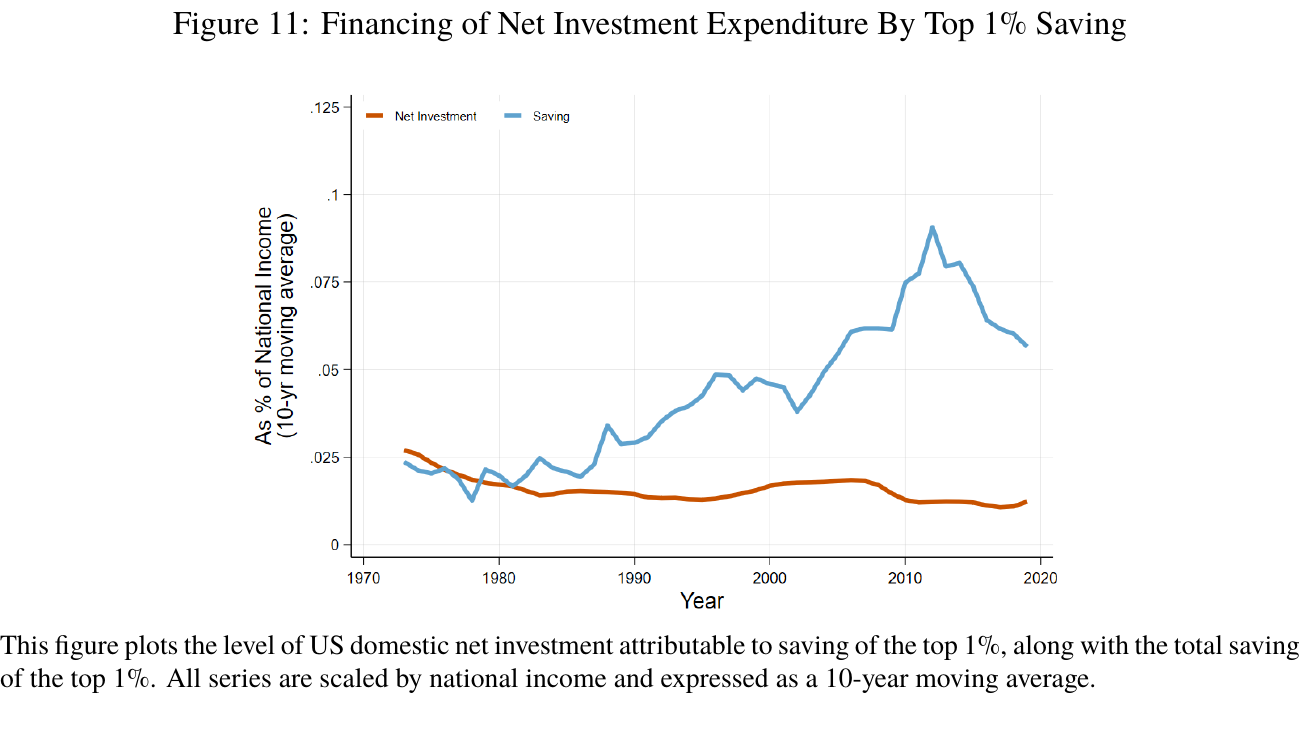 Figure 11: Financing of Net Investment Expenditure By Top 1% Saving
Net Investment
Saving
.125
.1
.075
.05
.025
0
As % of National Income
(10-yr moving average)
1970
1980
1990
2000
2010
2020
Year
This figure plots the level of US domestic net investment attributable to saving of the top 1%, along with the total saving
of the top 1%. All series are scaled by national income and expressed as a 10-year moving average.